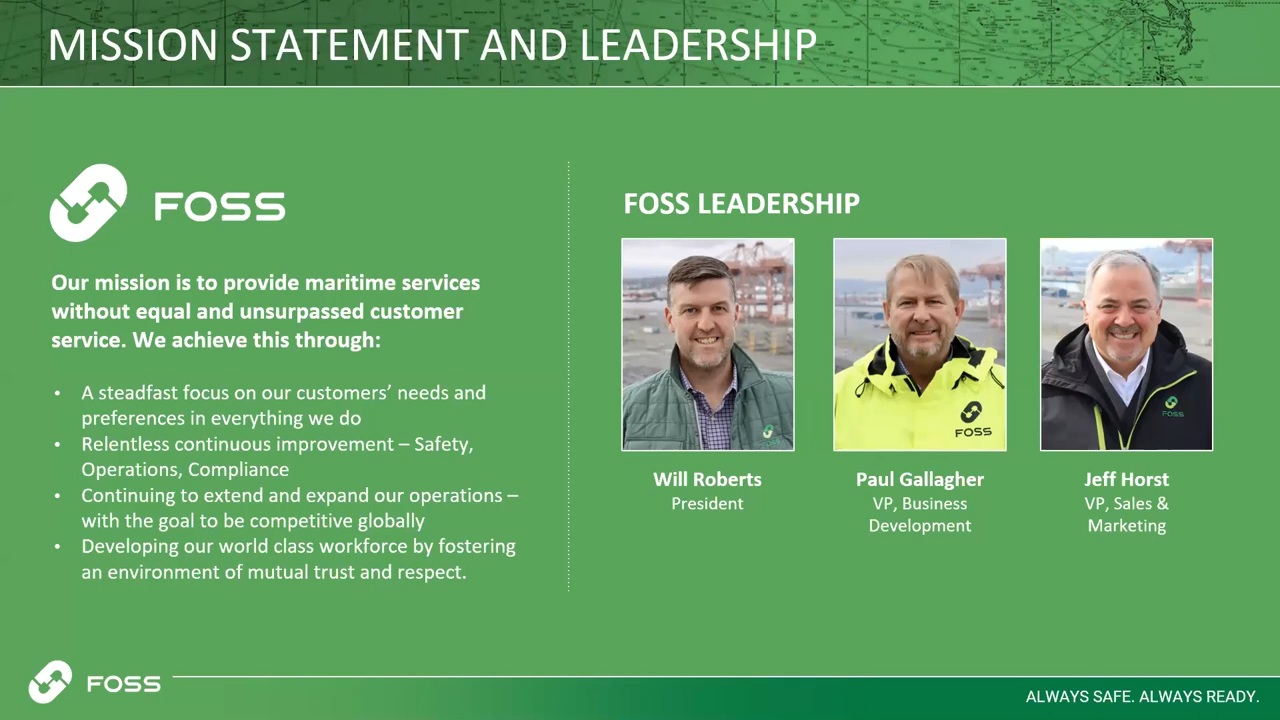 MISSION STATEMENT AND LEADERSHIP
FOSS
Our mission is to provide maritime services
without equal and unsurpassed customer
service. We achieve this through:
• A steadfast focus on our customers’ needs and
preferences in everything we do
• Relentless continuous improvement – Safety,
Operations, Compliance
• Continuing to extend and expand our operations –
with the goal to be competitive globally
• Developing our world class workforce by fostering
an environment of mutual trust and respect.
FOSS LEADERSHIP
FOSS
FOSS
FOSS
Will Roberts
President
Paul Gallagher
VP, Business
Development
Jeff Horst
VP, Sales &
Marketing
FOSS
ALWAYS SAFE. ALWAYS READY.